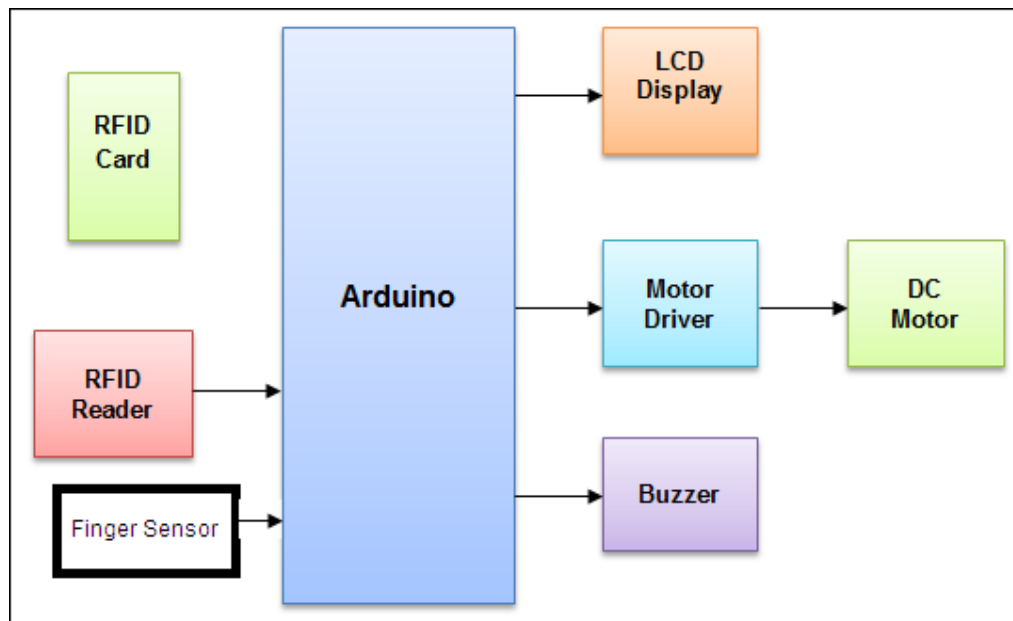 RFID
Card
RFID
Reader
Finger Sensor
Arduino
LCD
Display
Motor
Driver
DC
Motor
Buzzer